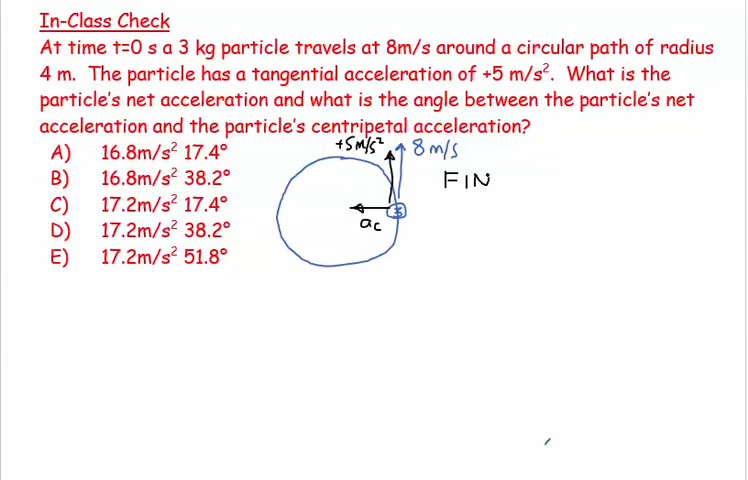 In-Class Check
At time t=0 s a 3 kg particle travels at 8m/s around a circular path of radius
4 m. The particle has a tangential acceleration of +5 m/s². What is the
particle's net acceleration and what is the angle between the particle's net
acceleration and the particle's centripetal acceleration?
A) 16.8m/s² 17.4°
B) 16.8m/s² 38.2°
C) 17.2m/s² 17.4°
D) 17.2m/s² 38.2°
E) 17.2m/s² 51.8°
+5m/s²
8 m/s
FIN
3
ac